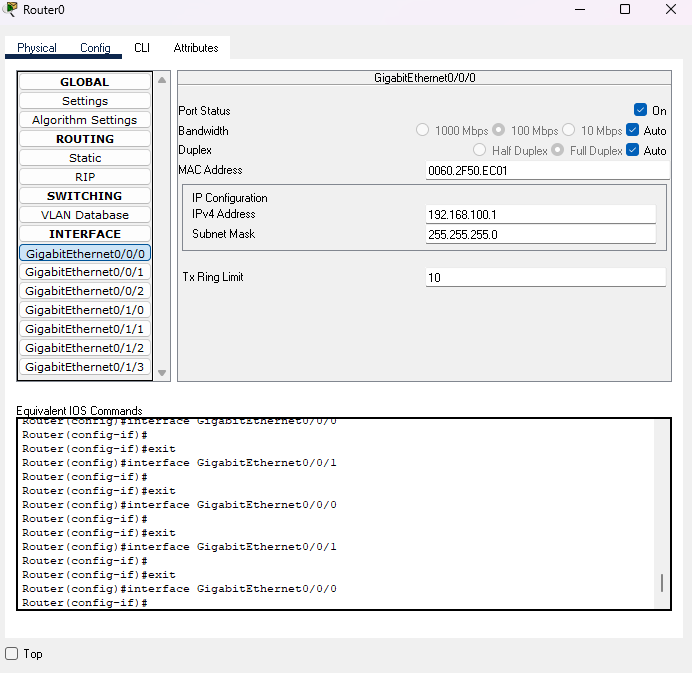 Router0
Physical Config CLI Attributes
GLOBAL
Settings
Algorithm Settings
ROUTING
Static
RIP
SWITCHING
VLAN Database
INTERFACE
GigabitEthernet0/0/0
GigabitEthernet0/0/1
GigabitEthernet0/0/2
GigabitEthernet0/1/0
GigabitEthernet0/1/1
GigabitEthernet0/1/2
GigabitEthernet0/1/3
GigabitEthernet0/0/0
Port Status On
Bandwidth 1000 Mbps 100 Mbps 10 Mbps Auto
Duplex Half Duplex Full Duplex Auto
MAC Address 0060.2F50.EC01
IP Configuration
IPv4 Address 192.168.100.1
Subnet Mask 255.255.255.0
Tx Ring Limit 10
Equivalent IOS Commands
Router(config)#interface GigabitEthernet0/0/0
Router(config-if)#
Router(config-if)#exit
Router(config)#interface GigabitEthernet0/0/1
Router(config-if)#
Router(config-if)#exit
Router(config)#interface GigabitEthernet0/0/0
Router(config-if)#
Router(config-if)#exit
Router(config)#interface GigabitEthernet0/0/1
Router(config-if)#
Router(config-if)#exit
Router(config)#interface GigabitEthernet0/0/0
Router(config-if)#
Top